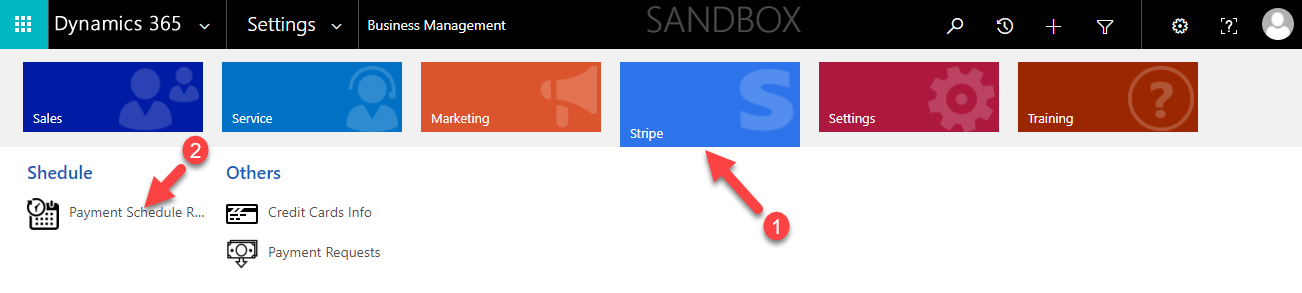 Dynamics 365
Settings
Business Management
SANDBOX
Sales
Service
Marketing
S
Stripe
Settings
Training
2
Shedule
Others
Payment Schedule R...
Credit Cards Info
1
Payment Requests